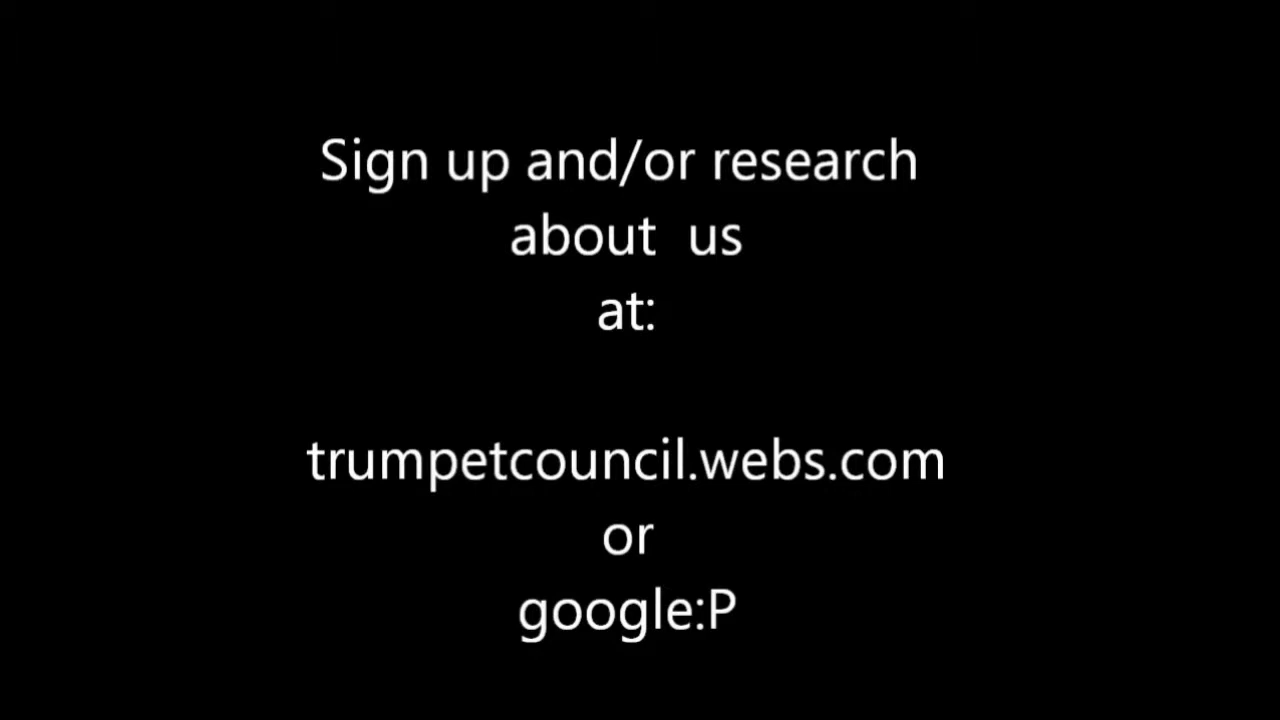 Sign up and/or research
about  us
at:
trumpetcouncil.webs.com
or
google:P